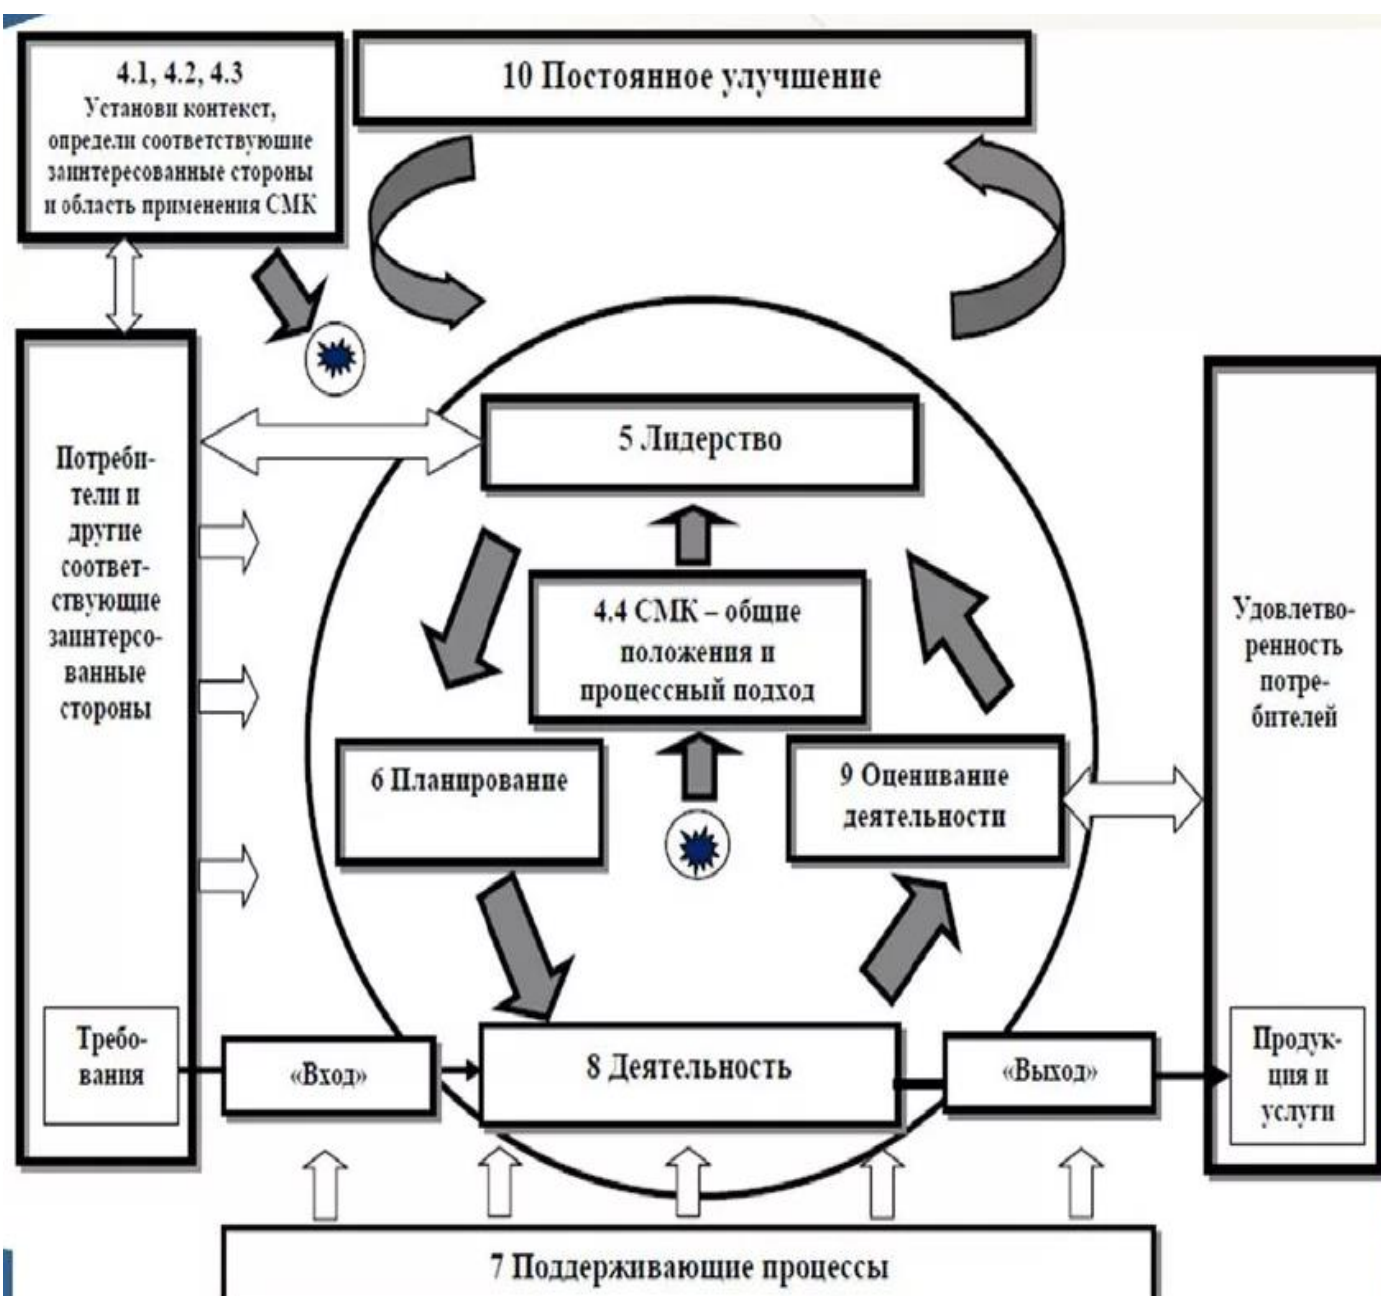 4.1, 4.2, 4.3
Установи контекст,
определи соответствующие
заинтересованные стороны
и область применения СМК
10 Постоянное улучшение
Потреби-
тели и
другие
соответ-
ствующие
заинтерсо-
ванные
стороны
5 Лидерство
4.4 СМК – общие
положения и
процессный подход
6 Планирование
9 Оценивание
деятельности
Удовлетво-
ренность
потре-
бителей
Требо-
вания
«Вход»
8 Деятельность
«Выход»
Продук-
ция и
услуги
7 Поддерживающие процессы